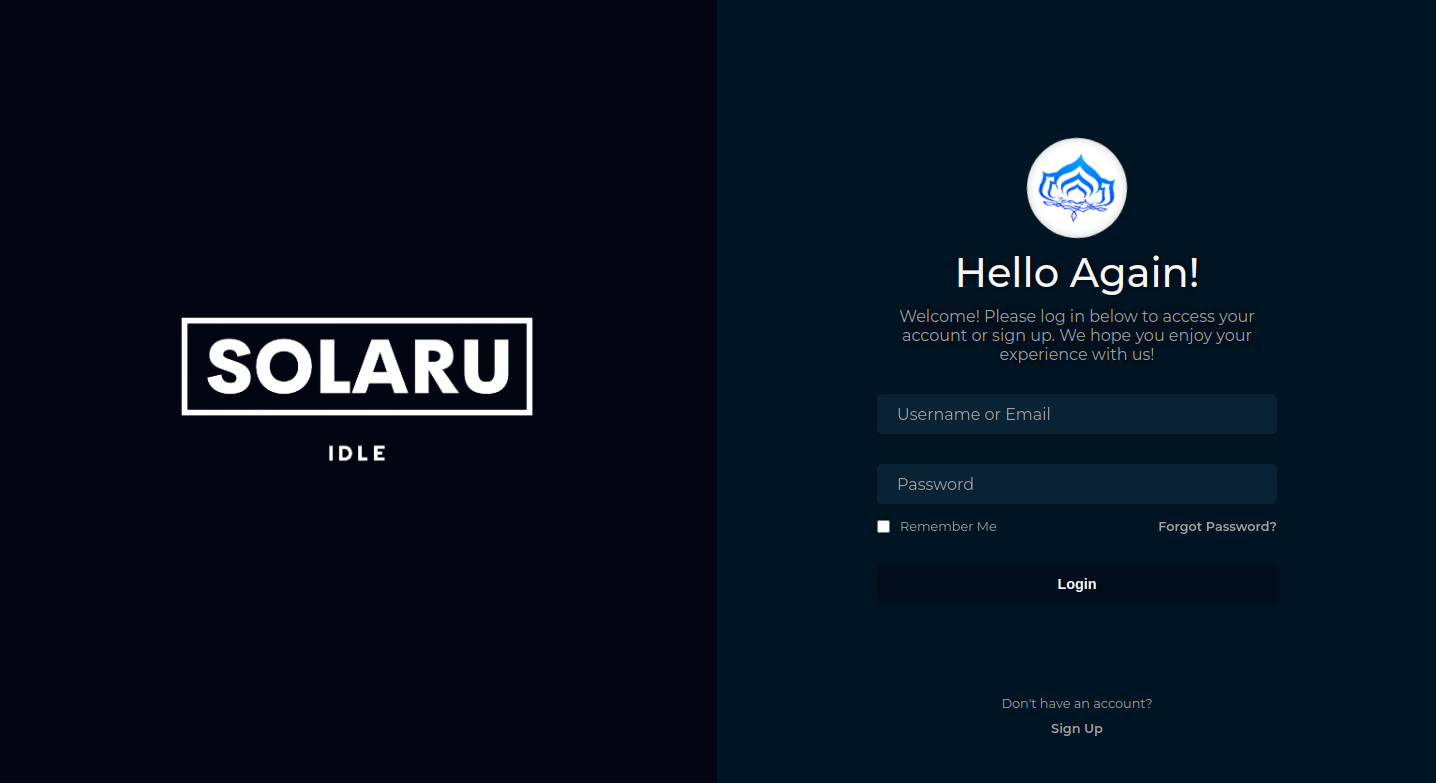 SOLARU
IDLE
Hello Again!
Welcome! Please log in below to access your
account or sign up. We hope you enjoy your
experience with us!
Username or Email
Password
Remember Me
Forgot Password?
Login
Don't have an account?
Sign Up